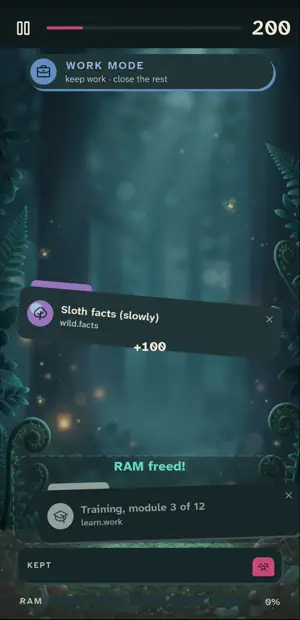 200
WORK MODE
keep work · close the rest
Sloth facts (slowly)
wild.facts
+100
RAM freed!
Training, module 3 of 12
learn.work
KEPT
RAM
0%